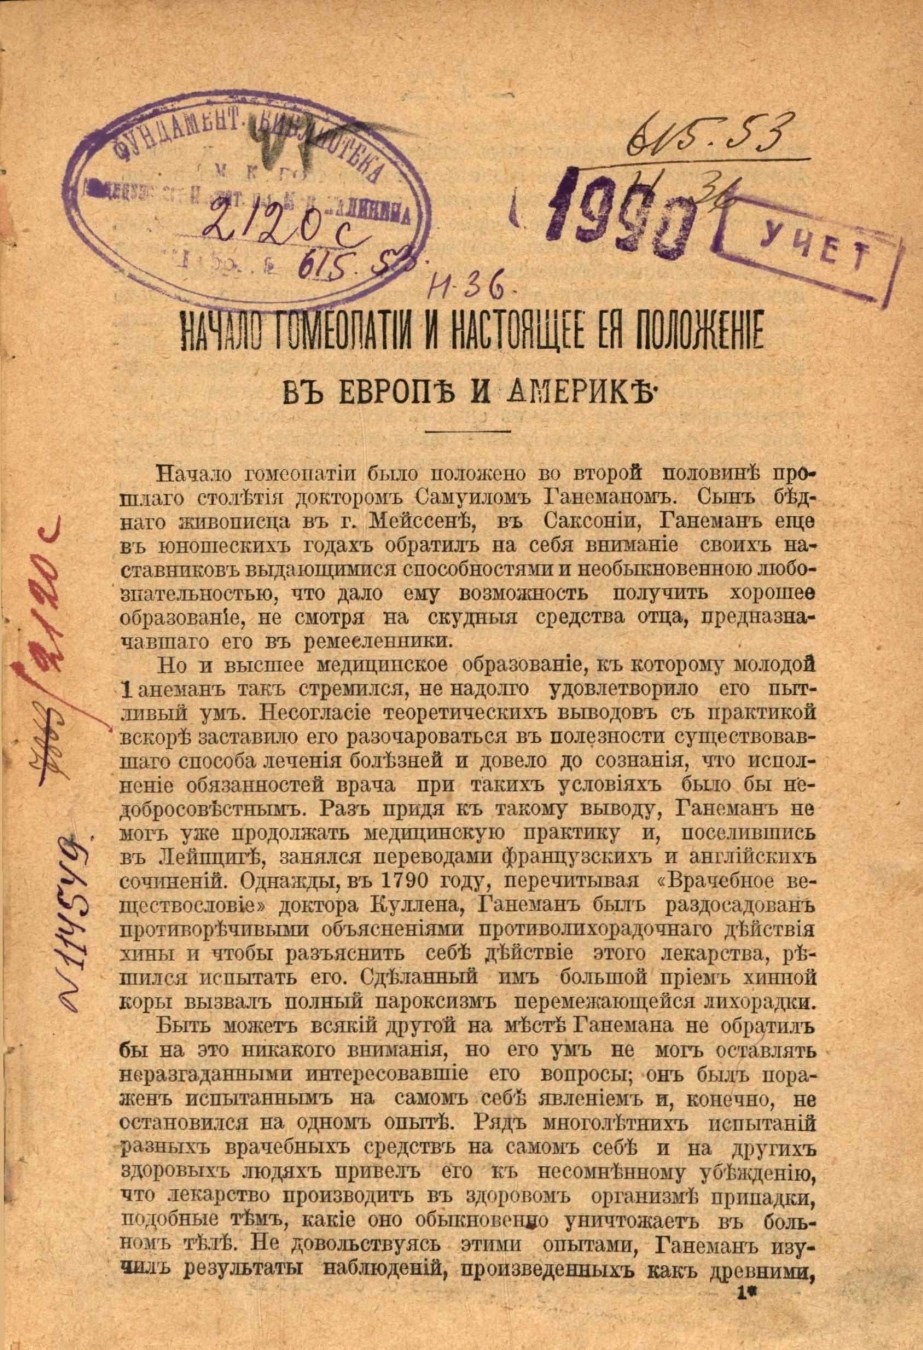 ФУНДАМЕНТ. БИБЛИОТЕКА
2120 с
615.53.
Н-36.
615.53
Н 36
1990
УЧЕТ
НАЧАЛО ГОМЕОПАТІИ И НАСТОЯЩЕЕ ЕЯ ПОЛОЖЕНІЕ
ВЪ ЕВРОПѢ И АМЕРИКѢ.
Начало гомеопатіи было положено во второй половинѣ про-
шлаго столѣтія докторомъ Самуиломъ Ганеманомъ. Сынъ бѣд-
наго живописца въ г. Мейссенѣ, въ Саксоніи, Ганеманъ еще
въ юношескихъ годахъ обратилъ на себя вниманіе своихъ на-
ставниковъ выдающимися способностями и необыкновенною любо-
знательностью, что дало ему возможность получить хорошее
образованіе, не смотря на скудныя средства отца, предназна-
чавшаго его въ ремесленники.
Но и высшее медицинское образованіе, къ которому молодой
Ганеманъ такъ стремился, не надолго удовлетворило его пыт-
ливый умъ. Несогласіе теоретическихъ выводовъ съ практикой
вскорѣ заставило его разочароваться въ полезности существовав-
шаго способа леченія болѣзней и довело до сознанія, что испол-
неніе обязанностей врача при такихъ условіяхъ было бы не-
добросовѣстнымъ. Разъ придя къ такому выводу, Ганеманъ не
могъ уже продолжать медицинскую практику и, поселившись
въ Лейпцигѣ, занялся переводами французскихъ и англійскихъ
сочиненій. Однажды, въ 1790 году, перечитывая «Врачебное ве-
ществословіе» доктора Куллена, Ганеманъ былъ раздосадованъ
противорѣчивыми объясненіями противолихорадочнаго дѣйствія
хины и чтобы разъяснить себѣ дѣйствіе этого лекарства, рѣ-
шился испытать его. Сдѣланный имъ большой пріемъ хинной
коры вызвалъ полный пароксизмъ перемежающейся лихорадки.
Быть можетъ всякій другой на мѣстѣ Ганемана не обратилъ
бы на это никакого вниманія, но его умъ не могъ оставлять
неразгаданными интересовавшіе его вопросы; онъ былъ пора-
женъ испытаннымъ на самомъ себѣ явленіемъ и, конечно, не
остановился на одномъ опытѣ. Рядъ многолѣтнихъ испытаній
разныхъ врачебныхъ средствъ на самомъ себѣ и на другихъ
здоровыхъ людяхъ привелъ его къ несомнѣнному убѣжденію,
что лекарство производитъ въ здоровомъ организмѣ припадки,
подобные тѣмъ, какіе оно обыкновенно уничтожаетъ въ боль-
номъ тѣлѣ. Не довольствуясь этими опытами, Ганеманъ изу-
чилъ результаты наблюденій, произведенныхъ какъ древними,
1*
2120 с
N114549.